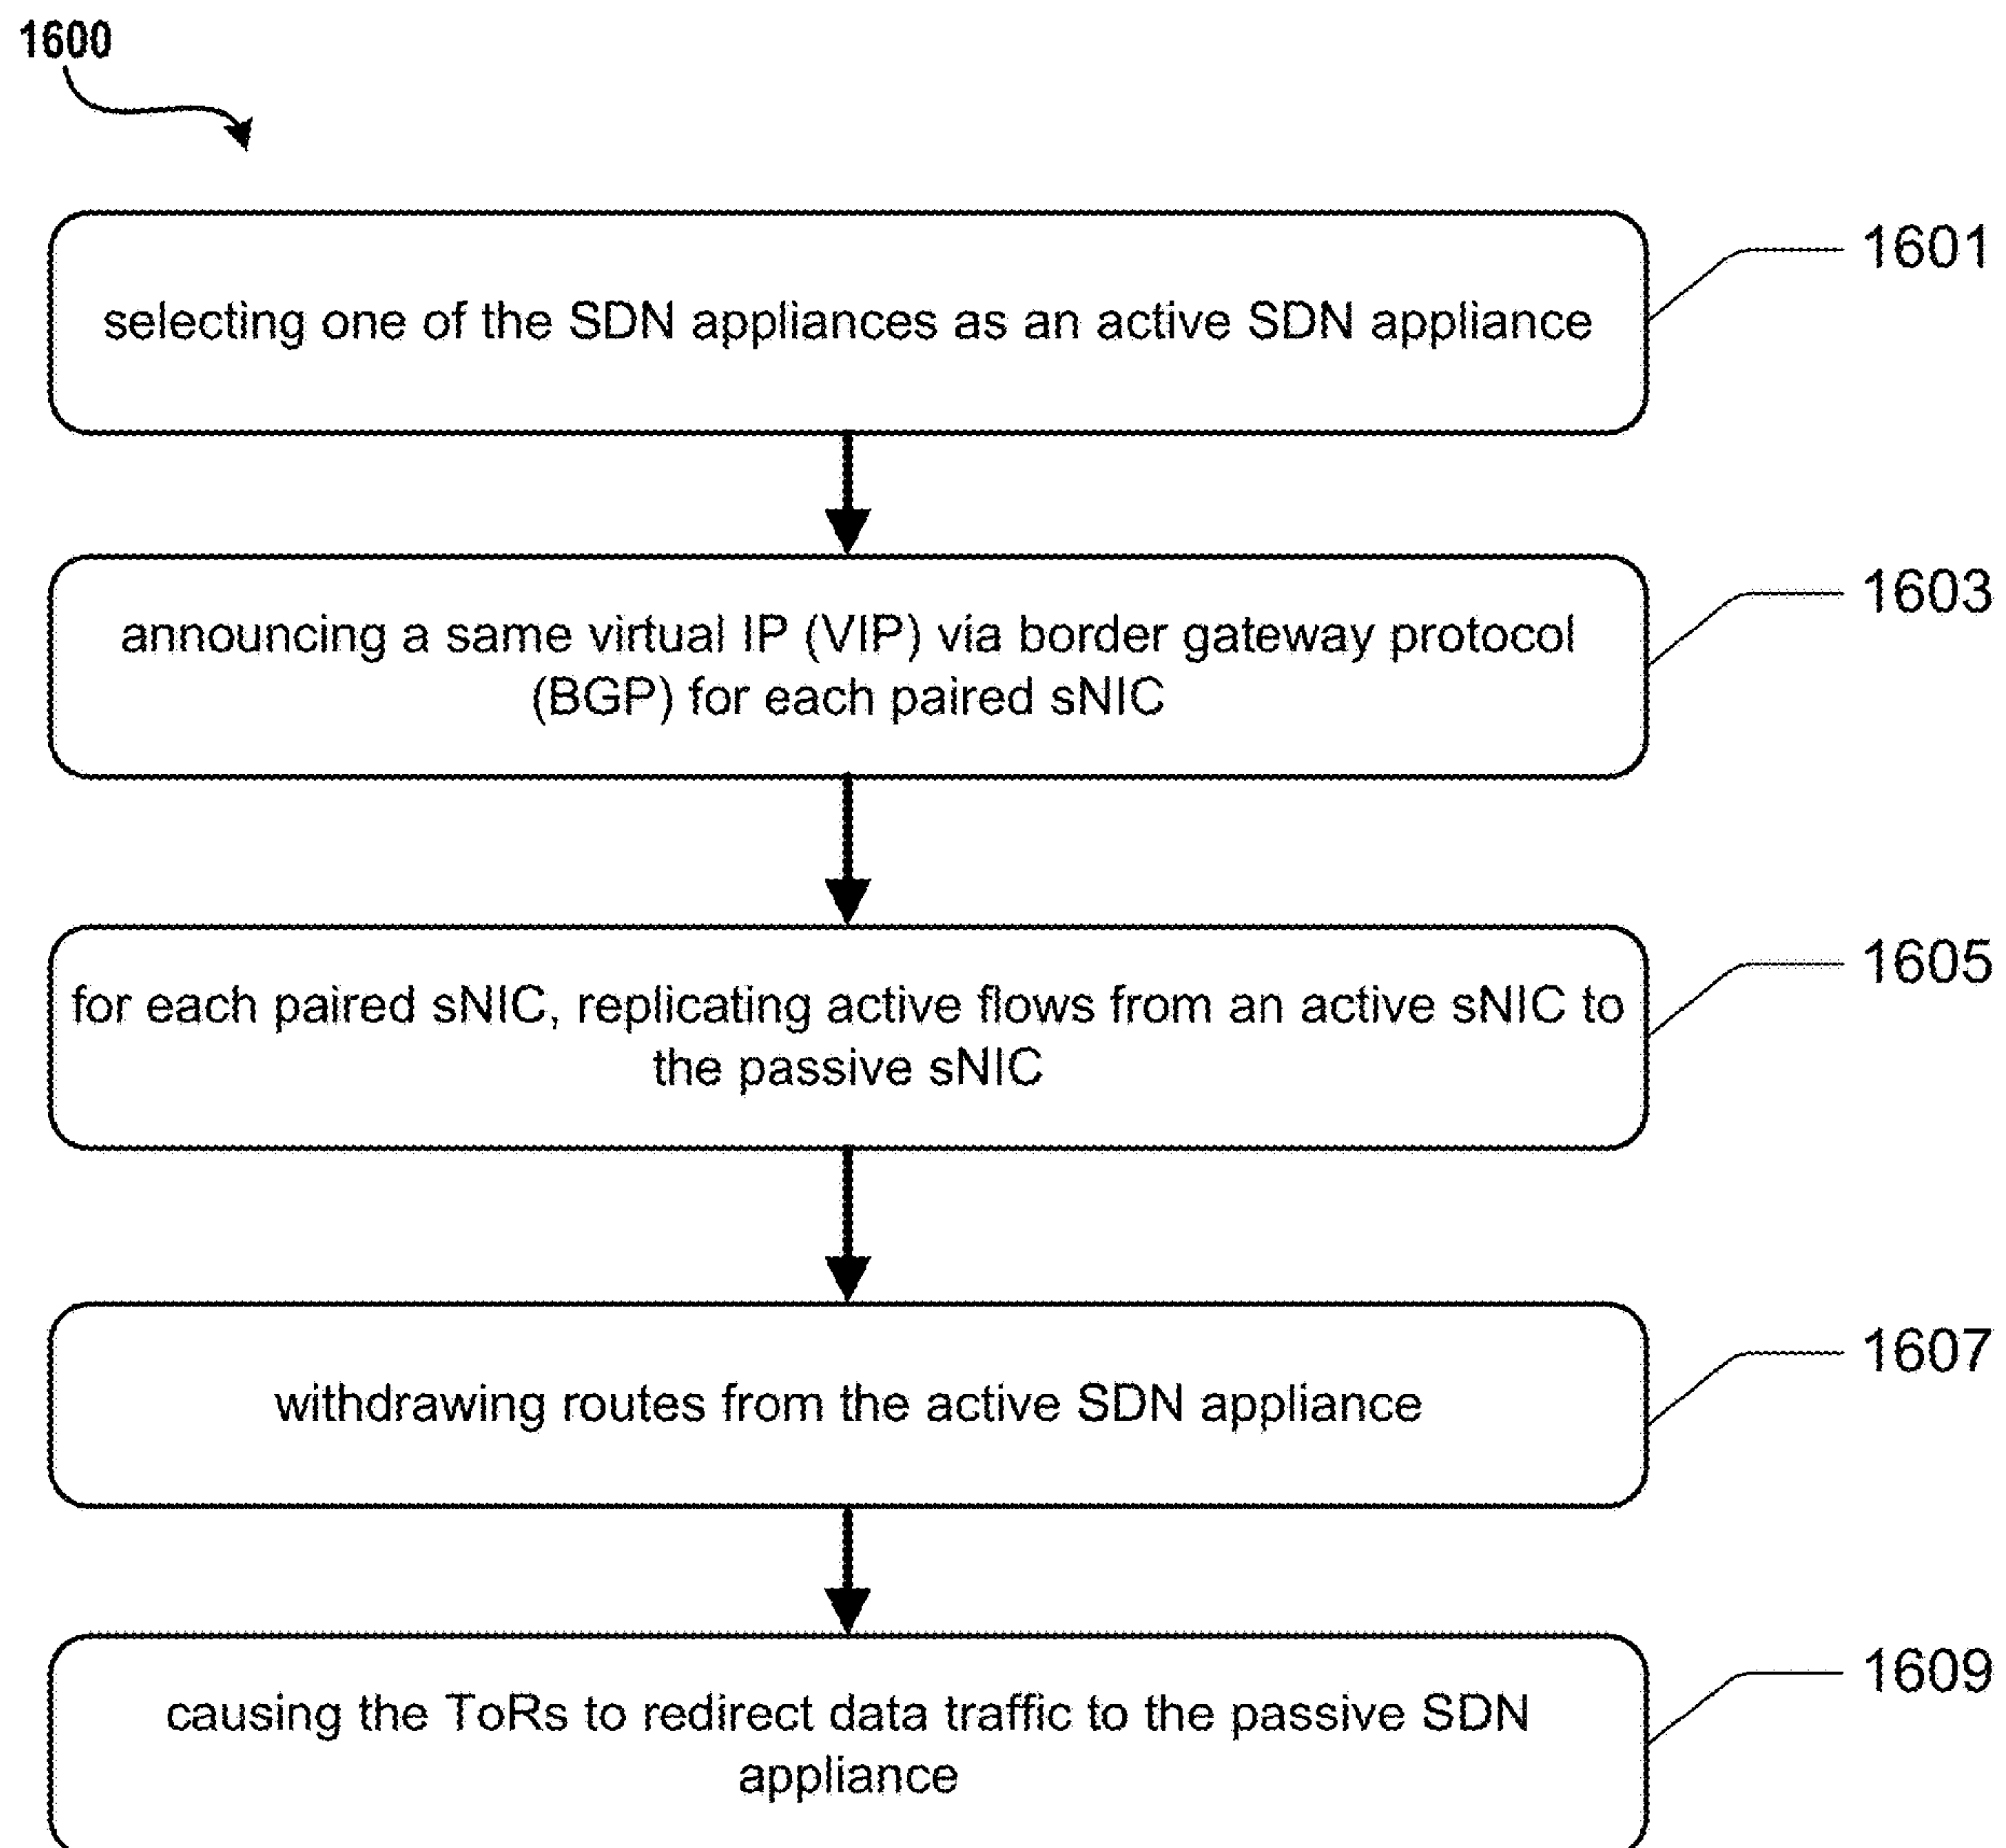 1600
selecting one of the SDN appliances as an active SDN appliance
1601
announcing a same virtual IP (VIP) via border gateway protocol
(BGP) for each paired sNIC
1603
for each paired sNIC, replicating active flows from an active sNIC to
the passive sNIC
1605
withdrawing routes from the active SDN appliance
1607
causing the ToRs to redirect data traffic to the passive SDN
appliance
1609